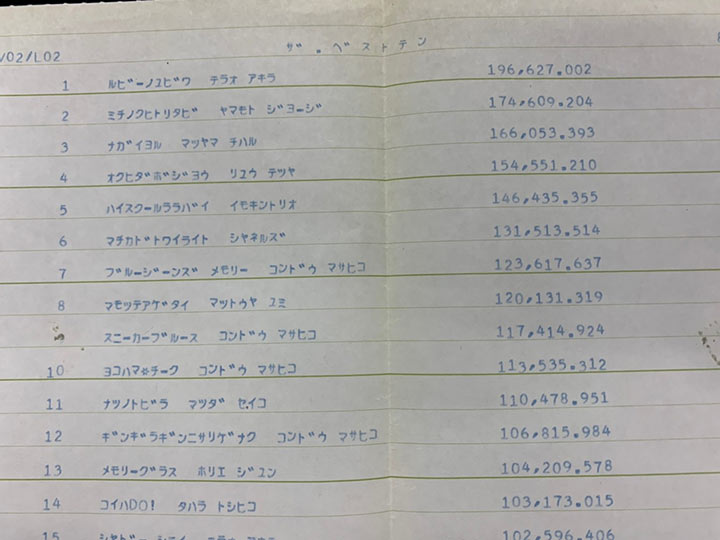 V02/L02 ザ・ベストテン
1 ルビーノユビワ テラオ アキラ 196,627.002
2 ミチノクヒトリタビ ヤマモト ジョージ 174,609.204
3 ナガイヨル マツヤマ チハル 166,053.393
4 オクヒダボジョウ リュウ テツヤ 154,551.210
5 ハイスクールララバイ イモキントリオ 146,435.355
6 マチカドトワイライト シャネルズ 131,513.514
7 ブルージーンズ メモリー コンドウ マサヒコ 123,617.637
8 マモッテアゲタイ マットウヤ ユミ 120,131.319
スニーカーブルース コンドウ マサヒコ 117,414.924
10 ヨコハマ☆チーク コンドウ マサヒコ 113,535.312
11 ナツノトビラ マツダ セイコ 110,478.951
12 ギンギラギンニサリゲナク コンドウ マサヒコ 106,815.984
13 メモリーグラス ホリエ ジュン 104,209.578
14 コイハDO! タハラ トシヒコ 103,173.015
15 102,596.406